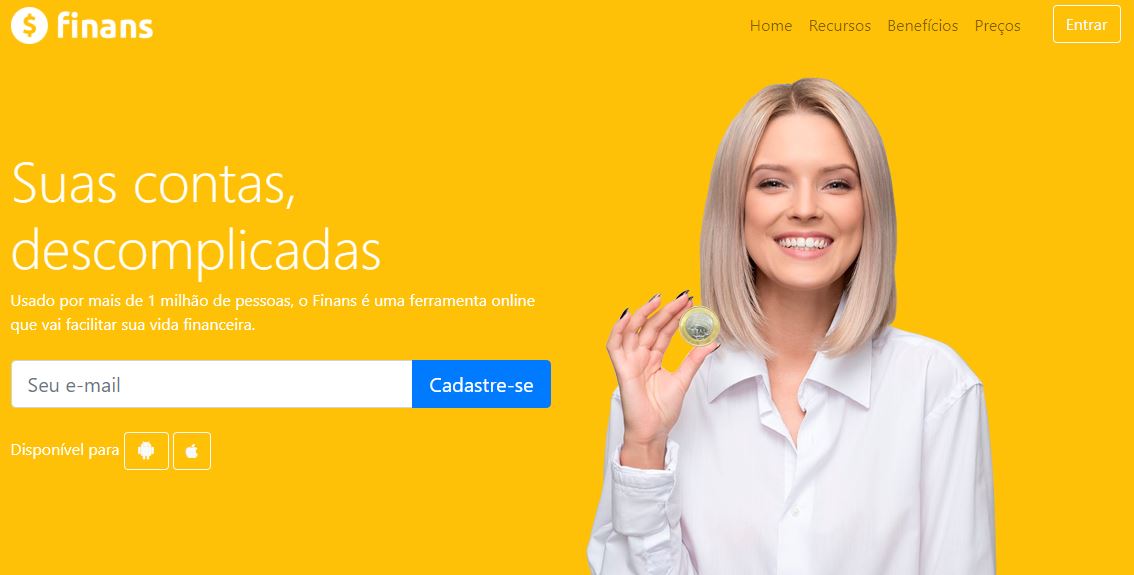 finans
Home Recursos Benefícios Preços Entrar
Suas contas,
descomplicadas
Usado por mais de 1 milhão de pessoas, o Finans é uma ferramenta online
que vai facilitar sua vida financeira.
Seu e-mail Cadastre-se
Disponível para